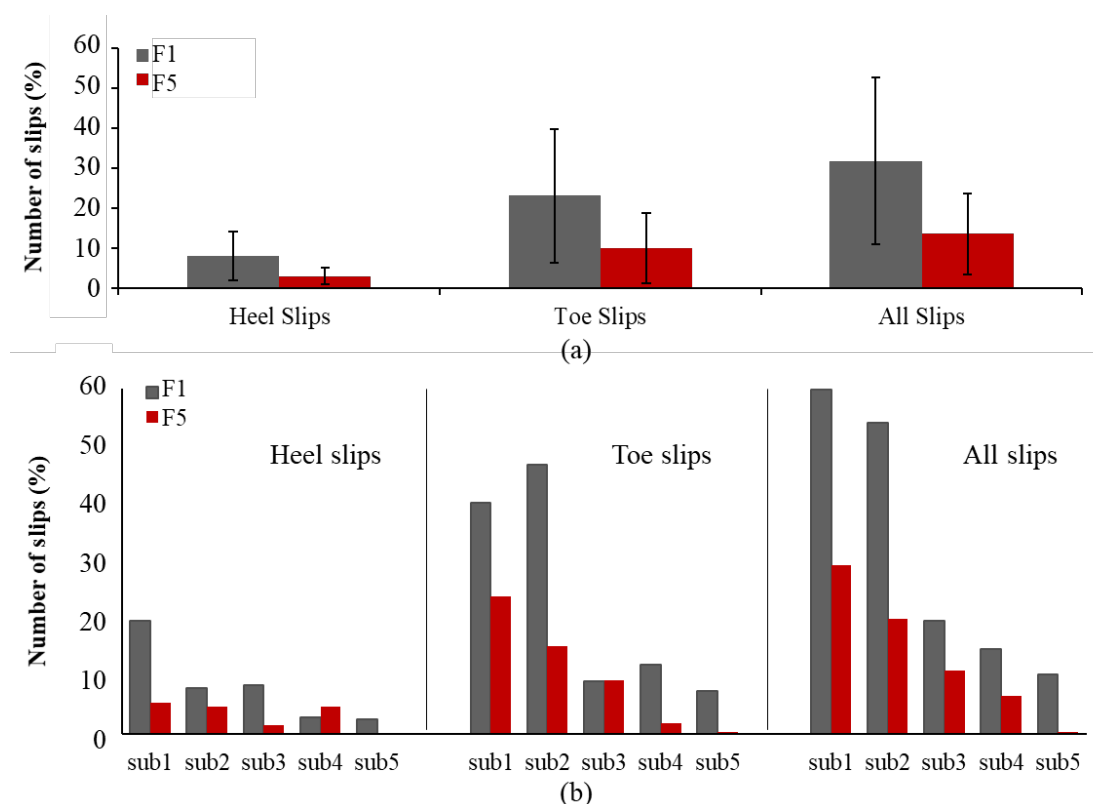 Number of slips (%)
60
50
40
30
20
10
0
F1
F5
Heel Slips Toe Slips All Slips
(a)
Number of slips (%)
60
50
40
30
20
10
0
F1
F5
Heel slips Toe slips All slips
sub1 sub2 sub3 sub4 sub5 sub1 sub2 sub3 sub4 sub5 sub1 sub2 sub3 sub4 sub5
(b)